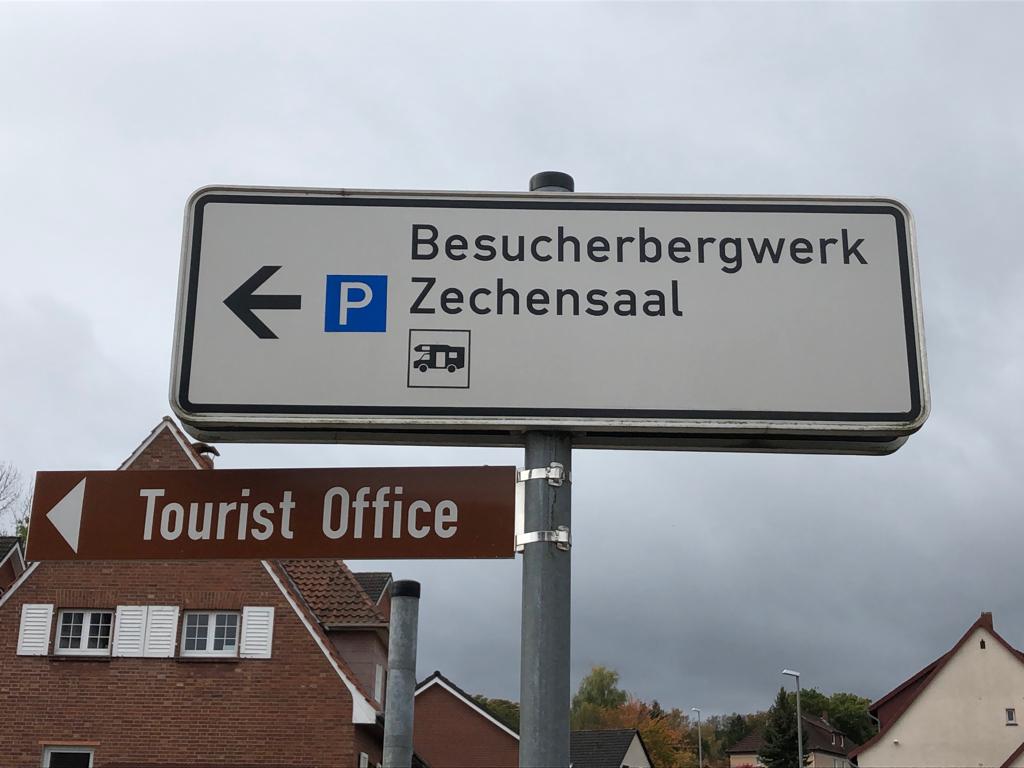 P
Besucherbergwerk
Zechensaal
Tourist Office